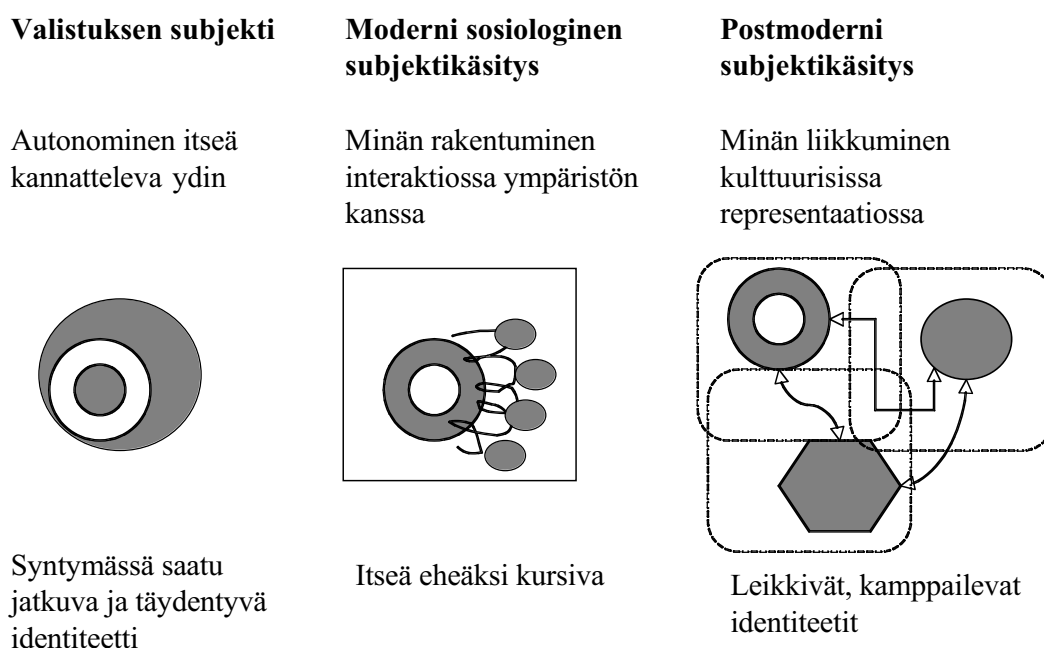 Valistuksen subjekti
Autonominen itseä
kannatteleva ydin
Syntymässä saatu
jatkuva ja täydentyvä
identiteetti
Moderni sosiologinen
subjektikäsitys
Minän rakentuminen
interaktiossa ympäristön
kanssa
Itseä eheäksi kursiva
Postmoderni
subjektikäsitys
Minän liikkuminen
kulttuurisissa
representaatiossa
Leikkivät, kamppailevat
identiteetit